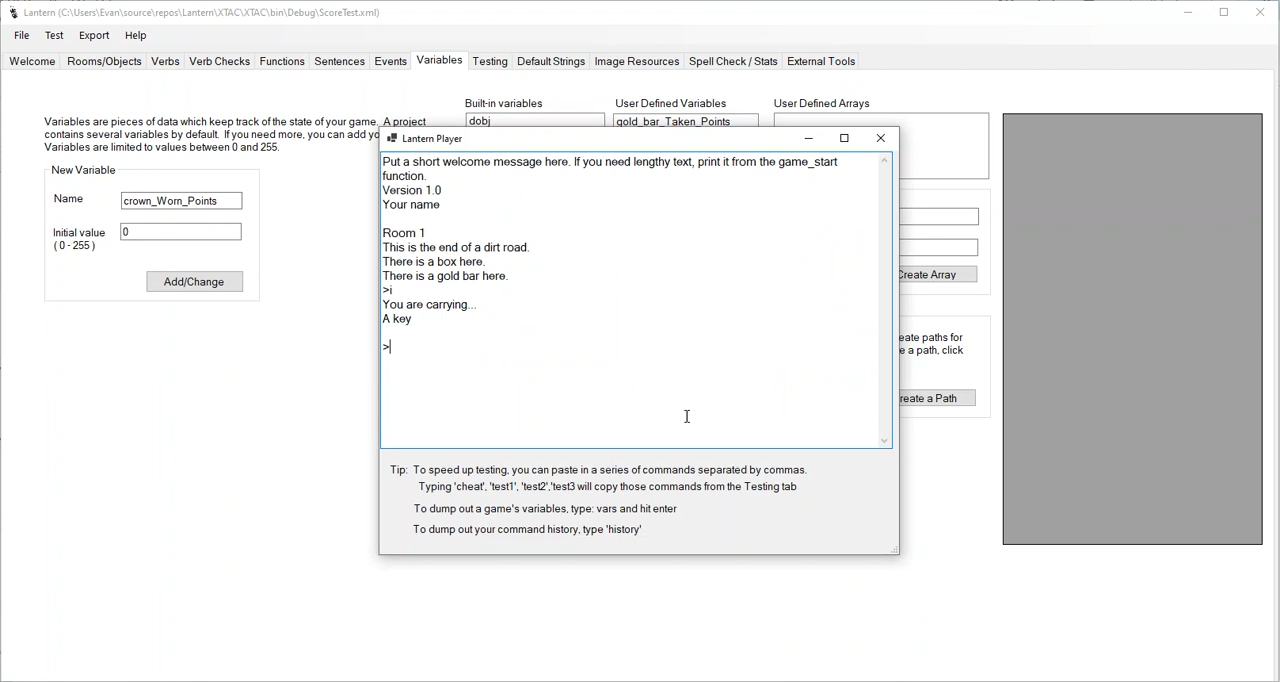 Lantern (C:\Users\Evan\source\repos\Lantern\XTAC\XTAC\bin\Debug\ScoreTest.xml)
File Test Export Help
Welcome Rooms/Objects Verbs Verb Checks Functions Sentences Events Variables Testing Default Strings Image Resources Spell Check / Stats External Tools
Built-in variables User Defined Variables User Defined Arrays
Variables are pieces of data which keep track of the state of your game. A project
contains several variables by default. If you need more, you can add yo
Variables are limited to values between 0 and 255.
dobj gold_bar_Taken_Points
New Variable
Name crown_Worn_Points
Initial value 0
( 0 - 255 )
Add/Change
Lantern Player
Put a short welcome message here. If you need lengthy text, print it from the game_start
function.
Version 1.0
Your name
Room 1
This is the end of a dirt road.
There is a box here.
There is a gold bar here.
>i
You are carrying...
A key
>
Tip: To speed up testing, you can paste in a series of commands separated by commas.
Typing 'cheat', 'test1', 'test2','test3 will copy those commands from the Testing tab
To dump out a game's variables, type: vars and hit enter
To dump out your command history, type 'history'
Create Array
eate paths for
e a path, click
reate a Path